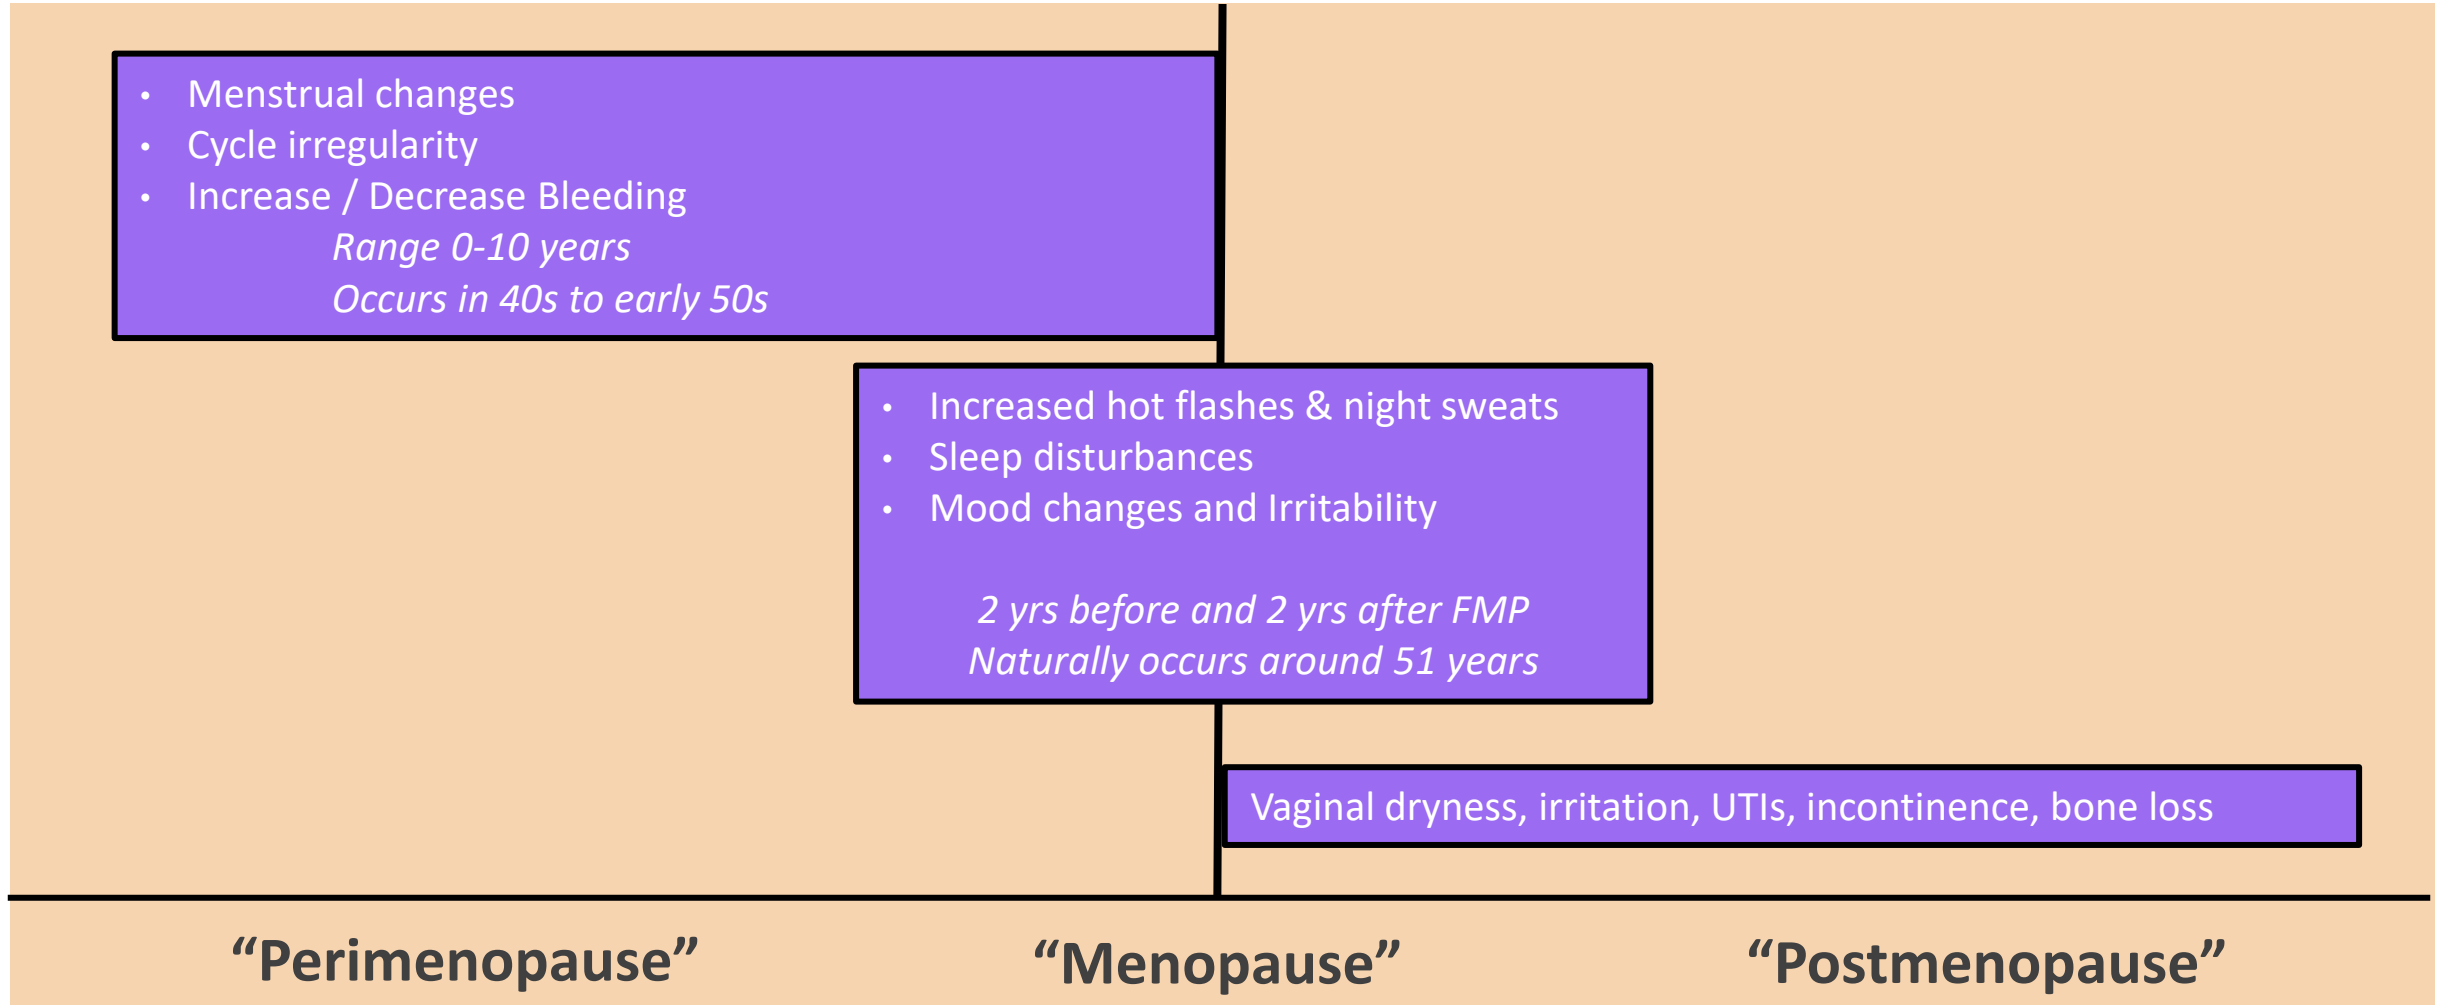 • Menstrual changes
• Cycle irregularity
• Increase / Decrease Bleeding
Range 0-10 years
Occurs in 40s to early 50s
• Increased hot flashes & night sweats
• Sleep disturbances
• Mood changes and Irritability
2 yrs before and 2 yrs after FMP
Naturally occurs around 51 years
Vaginal dryness, irritation, UTIs, incontinence, bone loss
“Perimenopause”
“Menopause”
“Postmenopause”